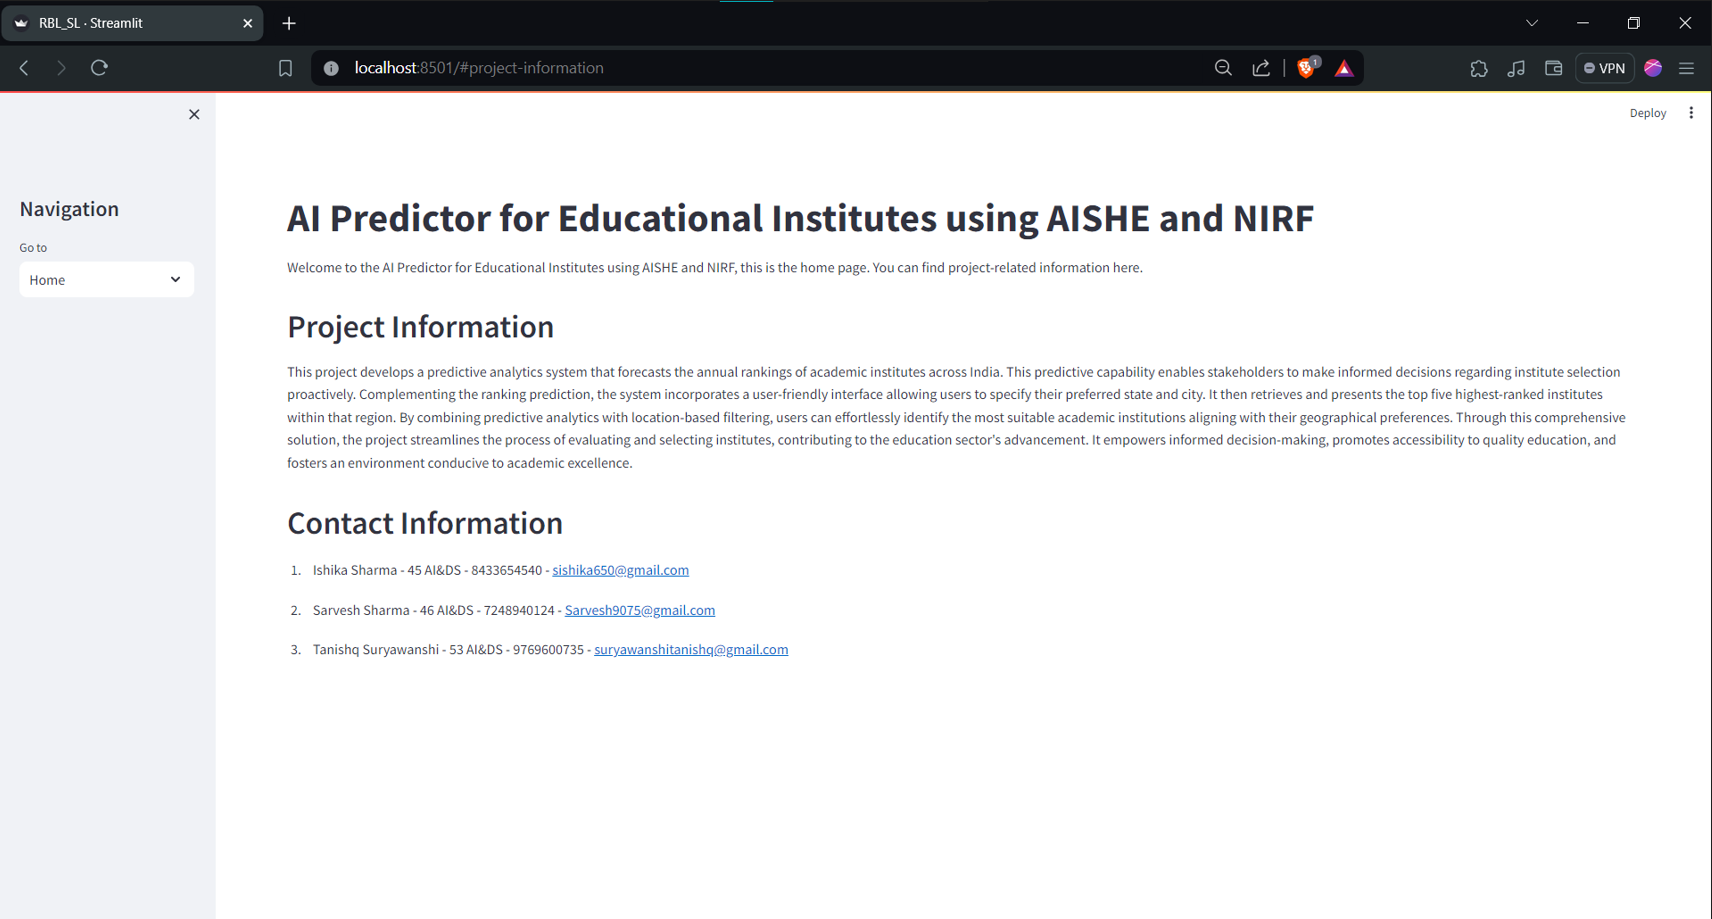 RBL_SL · Streamlit
localhost:8501/#project-information
1
VPN
Deploy
Navigation
Go to
Home
AI Predictor for Educational Institutes using AISHE and NIRF
Welcome to the AI Predictor for Educational Institutes using AISHE and NIRF, this is the home page. You can find project-related information here.
Project Information
This project develops a predictive analytics system that forecasts the annual rankings of academic institutes across India. This predictive capability enables stakeholders to make informed decisions regarding institute selection
proactively. Complementing the ranking prediction, the system incorporates a user-friendly interface allowing users to specify their preferred state and city. It then retrieves and presents the top five highest-ranked institutes
within that region. By combining predictive analytics with location-based filtering, users can effortlessly identify the most suitable academic institutions aligning with their geographical preferences. Through this comprehensive
solution, the project streamlines the process of evaluating and selecting institutes, contributing to the education sector's advancement. It empowers informed decision-making, promotes accessibility to quality education, and
fosters an environment conducive to academic excellence.
Contact Information
1. Ishika Sharma - 45 AI&DS - 8433654540 - sishika650@gmail.com
2. Sarvesh Sharma - 46 AI&DS - 7248940124 - Sarvesh9075@gmail.com
3. Tanishq Suryawanshi - 53 AI&DS - 9769600735 - suryawanshitanishq@gmail.com